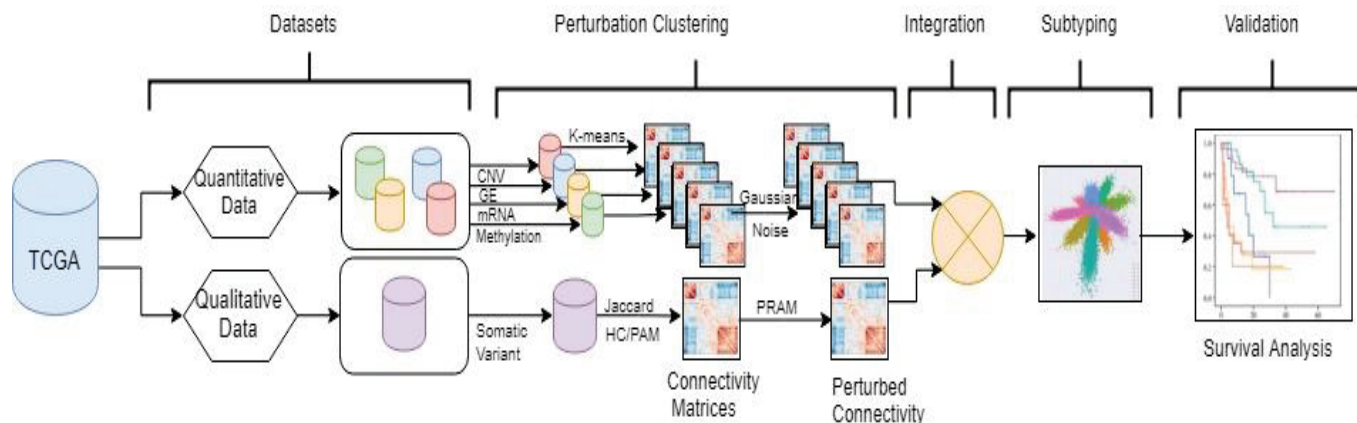 Datasets
Perturbation Clustering
Integration
Subtyping
Validation
TCGA
Quantitative
Data
CNV
GE
mRNA
Methylation
K-means
Gaussian
Noise
Qualitative
Data
Somatic
Variant
Jaccard
HC/PAM
PRAM
Connectivity
Matrices
Perturbed
Connectivity
Survival Analysis